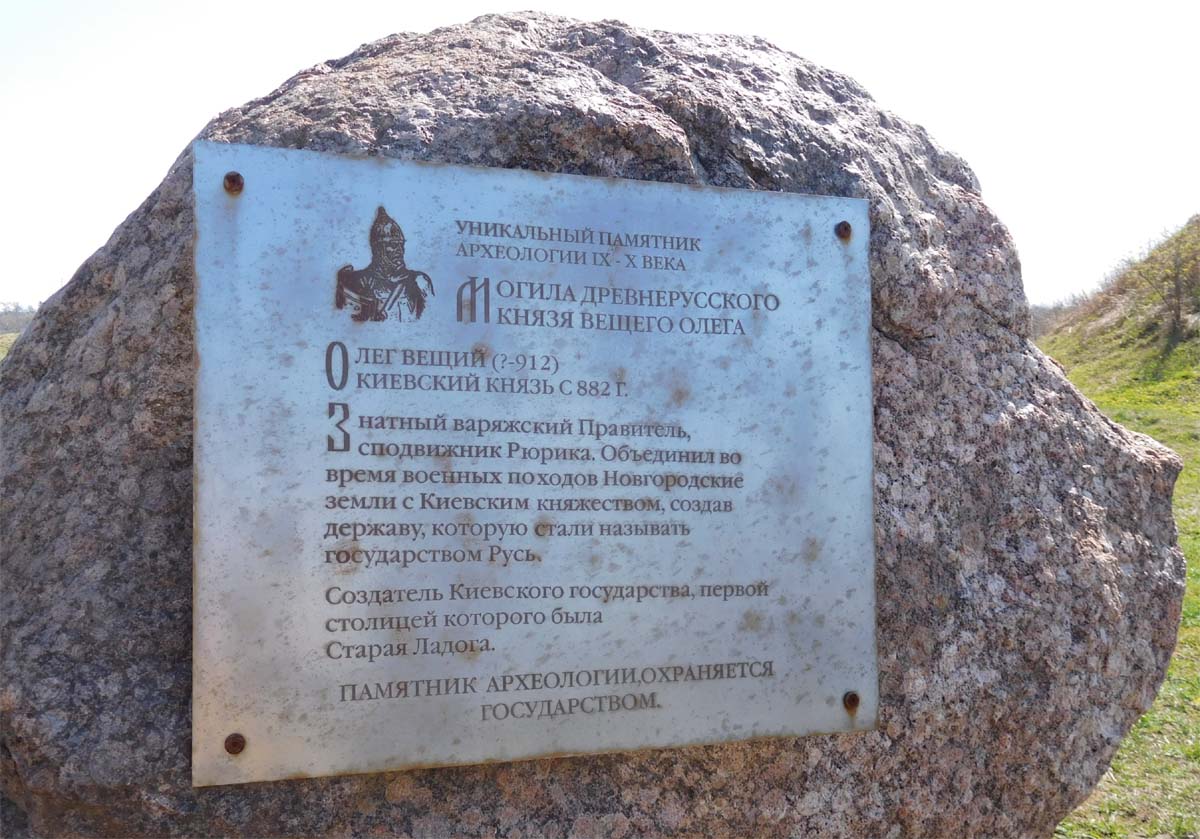 УНИКАЛЬНЫЙ ПАМЯТНИК
АРХЕОЛОГИИ IX - X ВЕКА
МОГИЛА ДРЕВНЕРУССКОГО
КНЯЗЯ ВЕЩЕГО ОЛЕГА
ОЛЕГ ВЕЩИЙ (?-912)
КИЕВСКИЙ КНЯЗЬ С 882 Г.
Знатный варяжский Правитель,
сподвижник Рюрика. Объединил во
время военных походов Новгородские
земли с Киевским княжеством, создав
державу, которую стали называть
государством Русь.
Создатель Киевского государства, первой
столицей которого была
Старая Ладога.
ПАМЯТНИК АРХЕОЛОГИИ,ОХРАНЯЕТСЯ
ГОСУДАРСТВОМ.